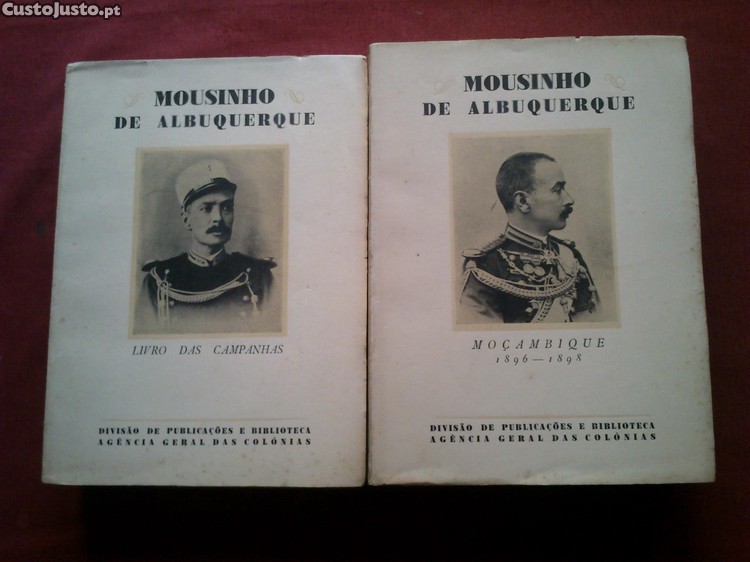 CustoJusto.pt
MOUSINHO
DE ALBUQUERQUE
LIVRO DAS CAMPANHAS
DIVISÃO DE PUBLICAÇÕES E BIBLIOTECA
AGÊNCIA GERAL DAS COLÓNIAS
MOUSINHO
DE ALBUQUERQUE
MOÇAMBIQUE
1896 — 1898
DIVISÃO DE PUBLICAÇÕES E BIBLIOTECA
AGÊNCIA GERAL DAS COLÓNIAS